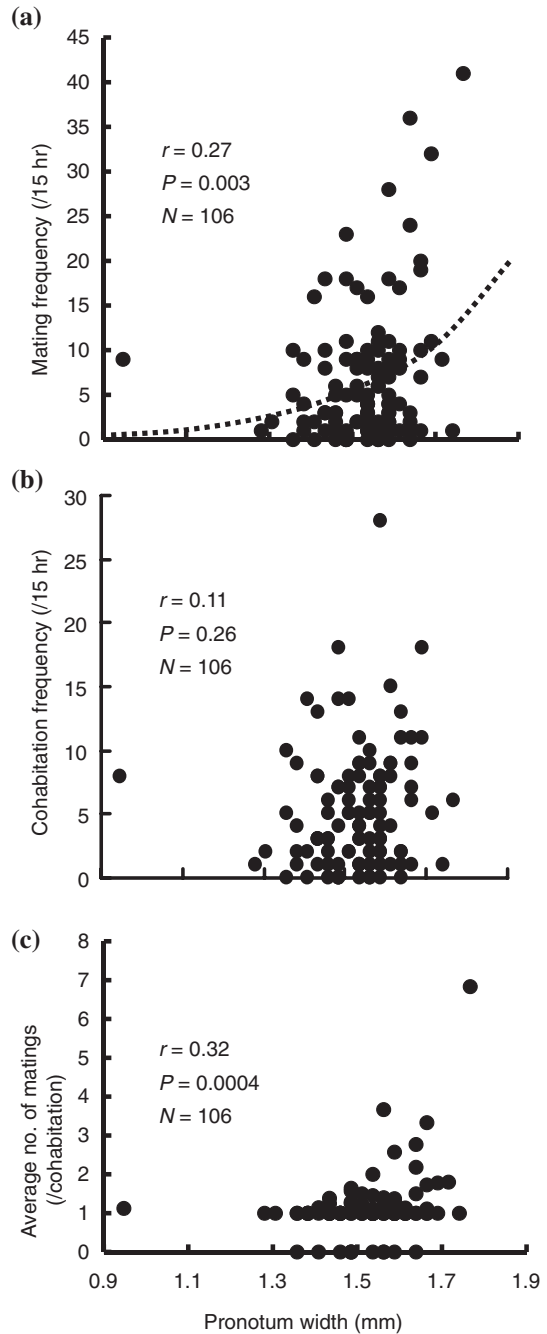 (a)
45
40
35
30
25
20
15
10
5
0
Mating frequency (/15 hr)
r = 0.27
P = 0.003
N = 106
(b)
30
25
20
15
10
5
0
Cohabitation frequency (/15 hr)
r = 0.11
P = 0.26
N = 106
(c)
8
7
6
5
4
3
2
1
0
Average no. of matings
(/cohabitation)
r = 0.32
P = 0.0004
N = 106
0.9 1.1 1.3 1.5 1.7 1.9
Pronotum width (mm)